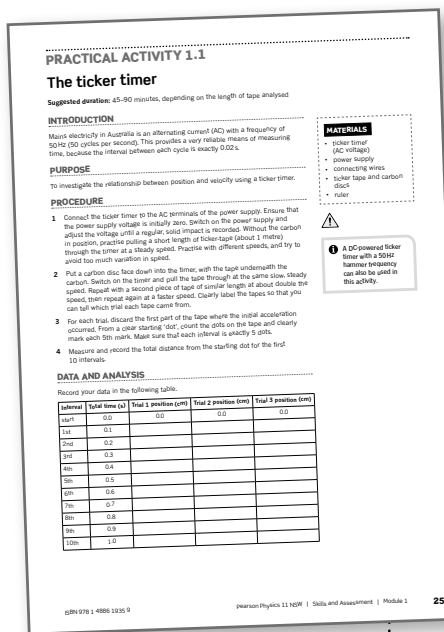 PRACTICAL ACTIVITY 1.1
The ticker timer
Suggested duration: 45–90 minutes, depending on the length of tape analysed
INTRODUCTION
Mains electricity in Australia is an alternating current (AC) with a frequency of
50 Hz (50 cycles per second). This provides a very reliable means of measuring
time, because the interval between each cycle is exactly 0.02 s.
PURPOSE
To investigate the relationship between position and velocity using a ticker timer.
PROCEDURE
1 Connect the ticker timer to the AC terminals of the power supply. Ensure that
the power supply voltage is initially zero. Switch on the power supply and
adjust the voltage until a regular, solid impact is recorded. Without the carbon
in position, practise pulling a short length of ticker-tape (about 1 metre)
through the timer at a steady speed. Practise with different speeds, and try to
avoid too much variation in speed.
2 Put a carbon disc face down into the timer, with the tape underneath the
carbon. Switch on the timer and pull the tape through at the same slow, steady
speed. Repeat with a second piece of tape of similar length at about double the
speed, then repeat again at a faster speed. Clearly label the tapes so that you
can tell which trial each tape came from.
3 For each trial, discard the first part of the tape where the initial acceleration
occurred. From a clear starting 'dot', count the dots on the tape and clearly
mark each 5th mark. Make sure that each interval is exactly 5 dots.
4 Measure and record the total distance from the starting dot for the first
10 intervals.
DATA AND ANALYSIS
Record your data in the following table.
Interval Total time (s) Trial 1 position (cm) Trial 2 position (cm) Trial 3 position (cm)
start 0.0 0.0 0.0 0.0
1st 0.1
2nd 0.2
3rd 0.3
4th 0.4
5th 0.5
6th 0.6
7th 0.7
8th 0.8
9th 0.9
10th 1.0
MATERIALS
• ticker timer
(AC voltage)
• power supply
• connecting wires
• ticker tape and carbon
discs
• ruler
A DC-powered ticker
timer with a 50 Hz
hammer frequency
can also be used in
this activity.
ISBN 978 1 4886 1935 9
Pearson Physics 11 NSW | Skills and Assessment | Module 1
25